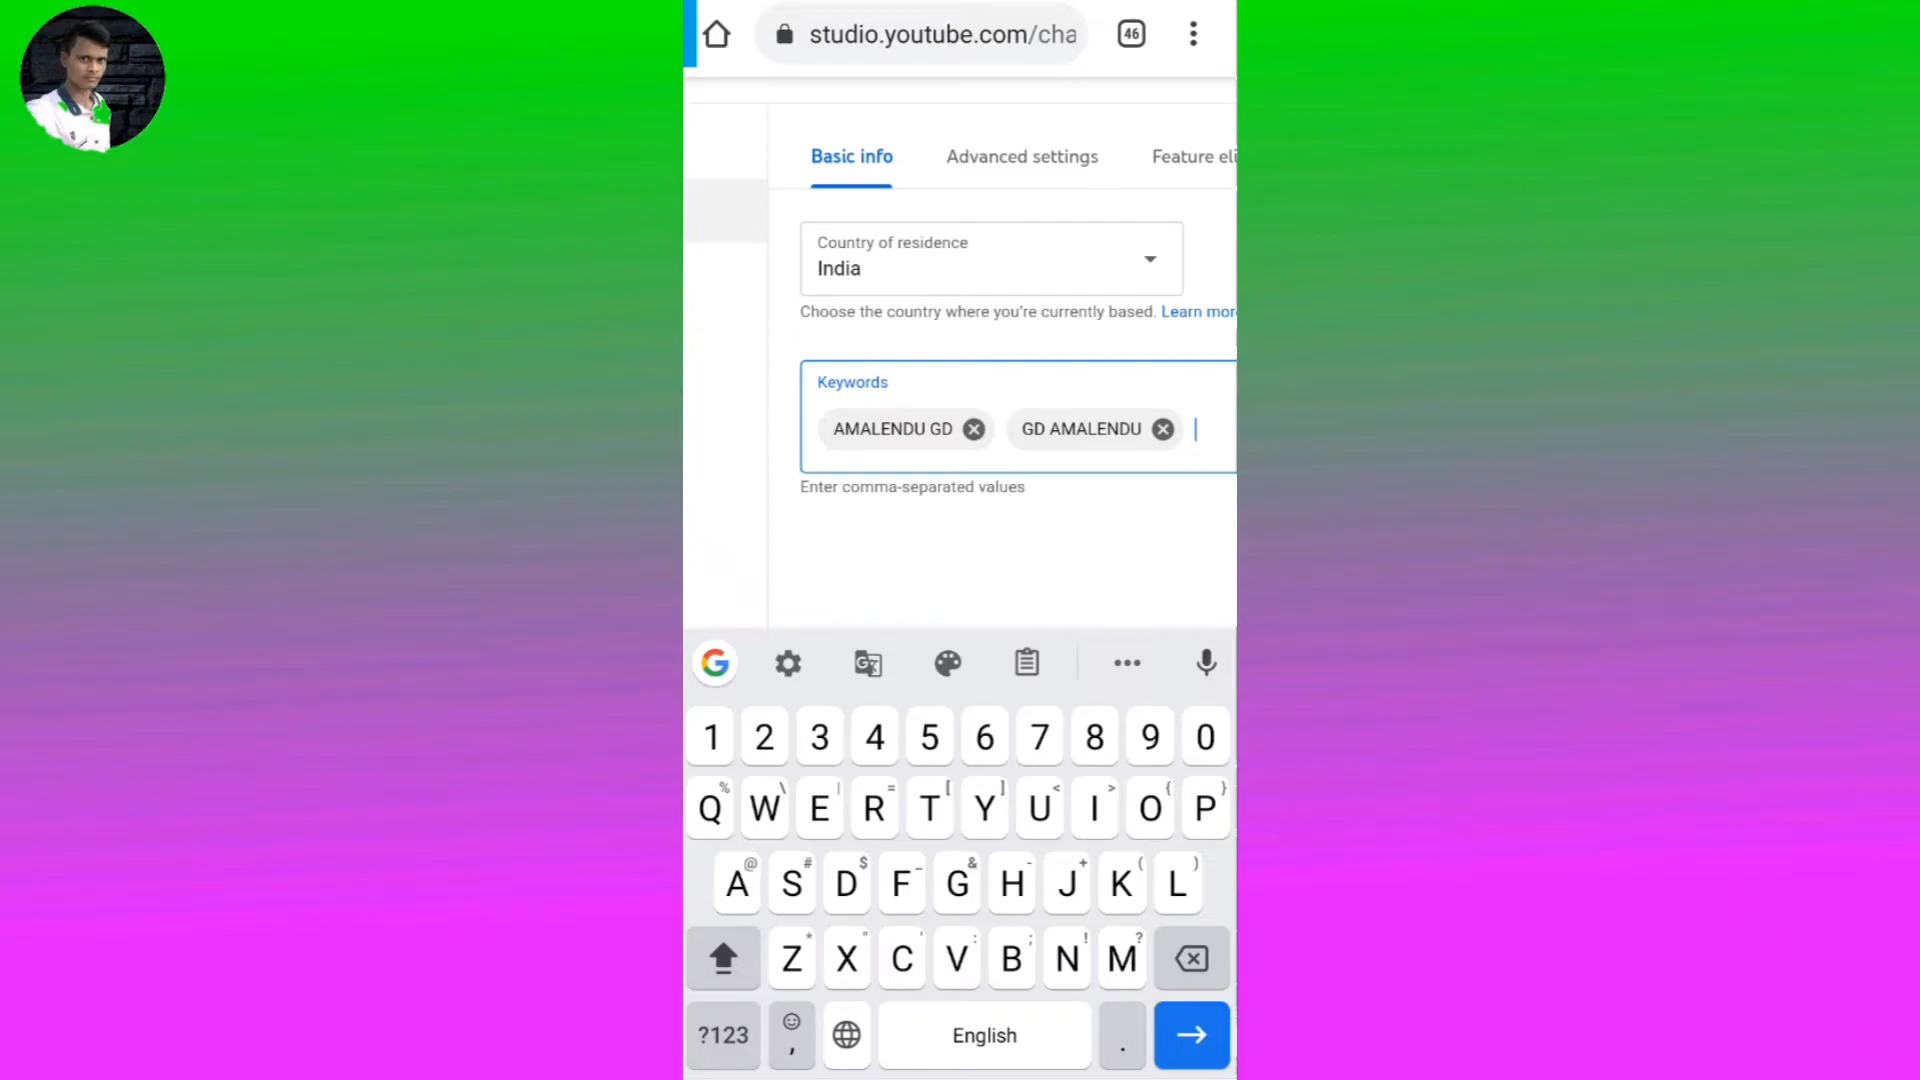 studio.youtube.com/cha
46
Basic info
Advanced settings
Feature eli
Country of residence
India
Choose the country where you're currently based. Learn mor
Keywords
AMALENDU GD
GD AMALENDU
Enter comma-separated values
G
1 2 3 4 5 6 7 8 9 0
% \ | = [ ] < > { }
Q W E R T Y U I O P
@ # $ _ & - + ( )
A S D F G H J K L
* " ' : ; ! ?
Z X C V B N M
?123 , English .